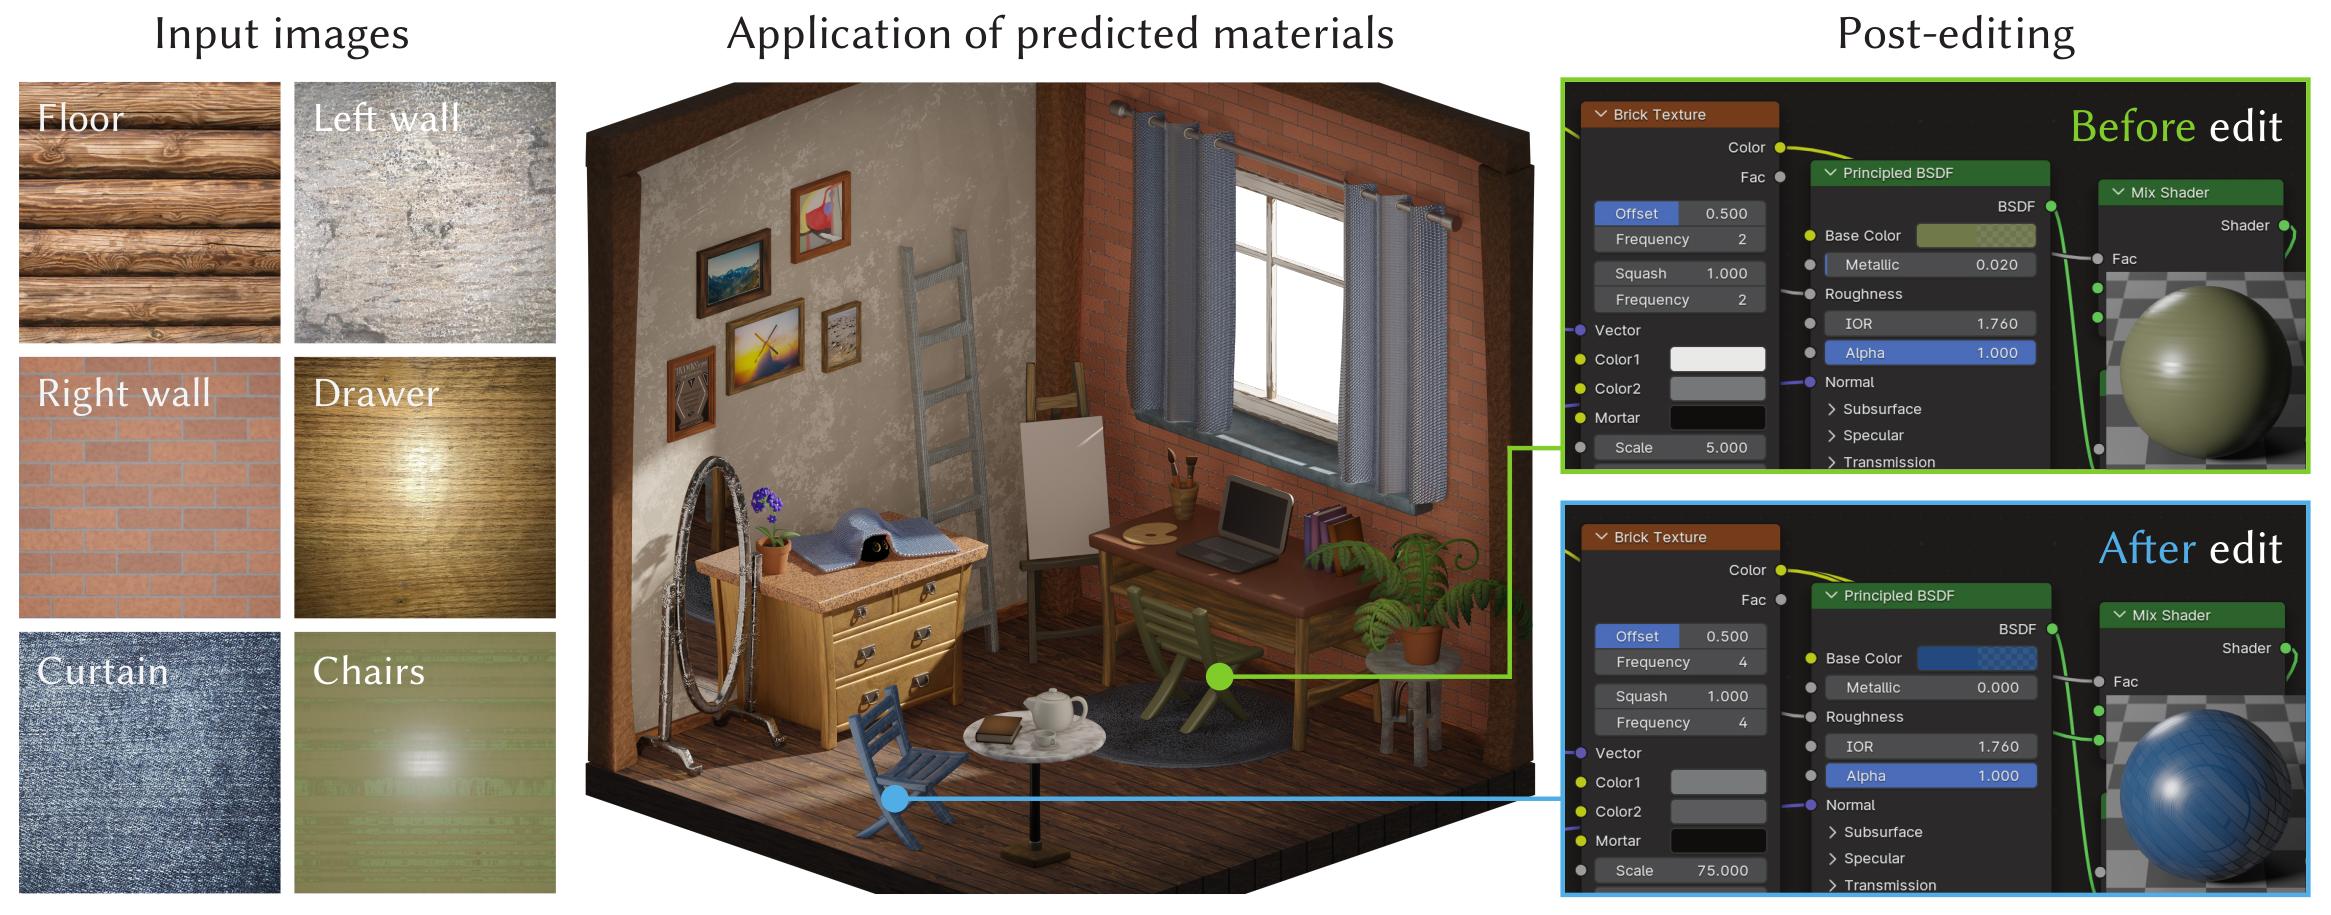 Input images
Application of predicted materials
Post-editing
Floor
Left wall
Right wall
Drawer
Curtain
Chairs
Before edit
Brick Texture
Color
Fac
Offset 0.500
Frequency 2
Squash 1.000
Frequency 2
Vector
Color1
Color2
Mortar
Scale 5.000
Principled BSDF
BSDF
Base Color
Metallic 0.020
Roughness
IOR 1.760
Alpha 1.000
Normal
Subsurface
Specular
Transmission
Mix Shader
Shader
Fac
After edit
Brick Texture
Color
Fac
Offset 0.500
Frequency 4
Squash 1.000
Frequency 4
Vector
Color1
Color2
Mortar
Scale 75.000
Principled BSDF
BSDF
Base Color
Metallic 0.000
Roughness
IOR 1.760
Alpha 1.000
Normal
Subsurface
Specular
Transmission
Mix Shader
Shader
Fac